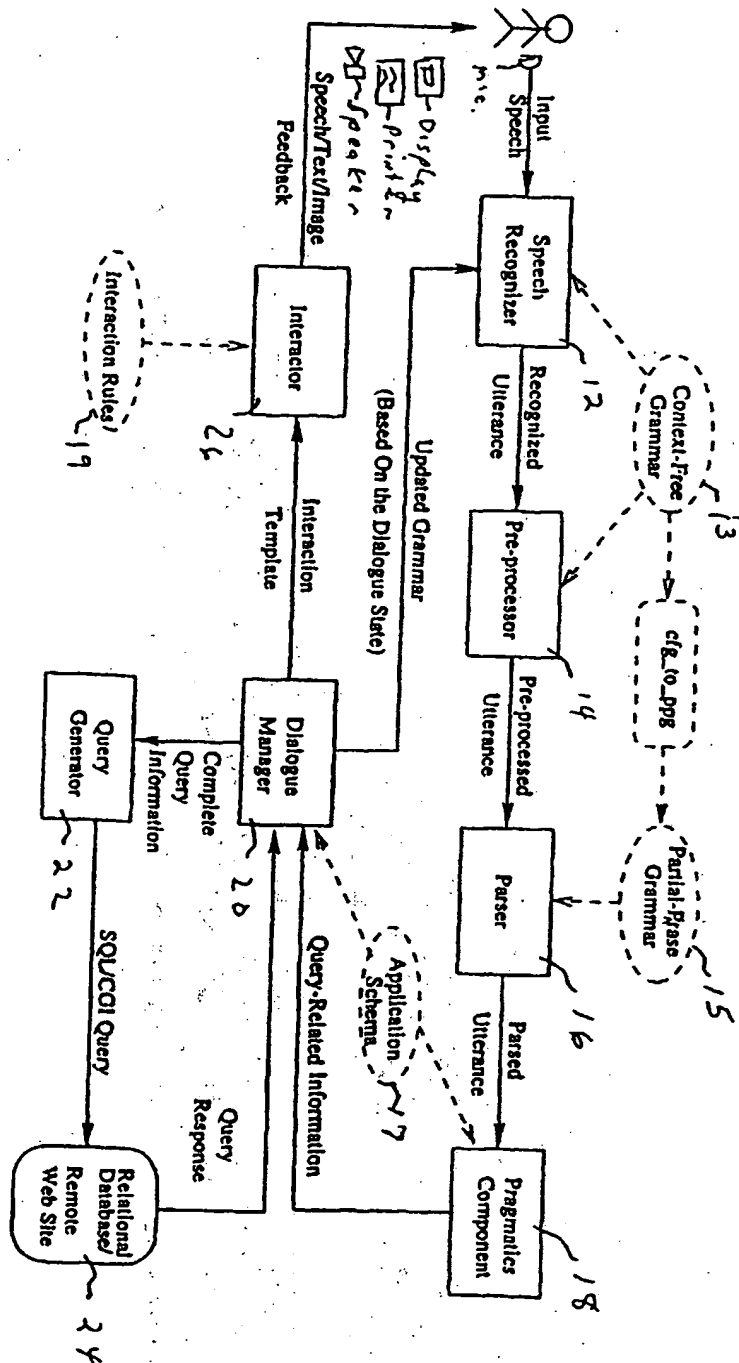 mic.
Input
Speech
Speech
Recognizer
12
Recognized
Utterance
Pre-processor
14
Pre-processed
Utterance
Parser
16
Parsed
Utterance
Pragmatics
Component
18
Context-Free
Grammar
13
cfg_to_ppg
Partial-Prase
Grammar
15
Application
Schema
17
Display
Printer
Speaker
Speech/Text/Image
Feedback
Interactor
26
Interaction Rules
19
Interaction
Template
Updated Grammar
(Based On the Dialogue State)
Dialogue
Manager
20
Query-Related Information
Query
Response
Complete
Query
Information
Query
Generator
22
SQL/CGI Query
Relational
Database/
Remote
Web Site
24